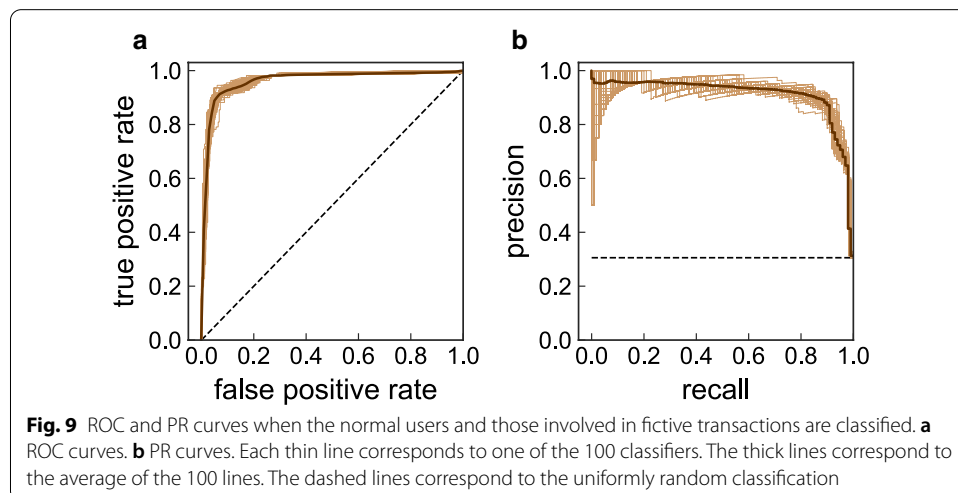 a
b
true positive rate
1.0
0.8
0.6
0.4
0.2
0.0
0.0 0.2 0.4 0.6 0.8 1.0
false positive rate
precision
1.0
0.8
0.6
0.4
0.2
0.0
0.0 0.2 0.4 0.6 0.8 1.0
recall
Fig. 9 ROC and PR curves when the normal users and those involved in fictive transactions are classified. a
ROC curves. b PR curves. Each thin line corresponds to one of the 100 classifiers. The thick lines correspond to
the average of the 100 lines. The dashed lines correspond to the uniformly random classification